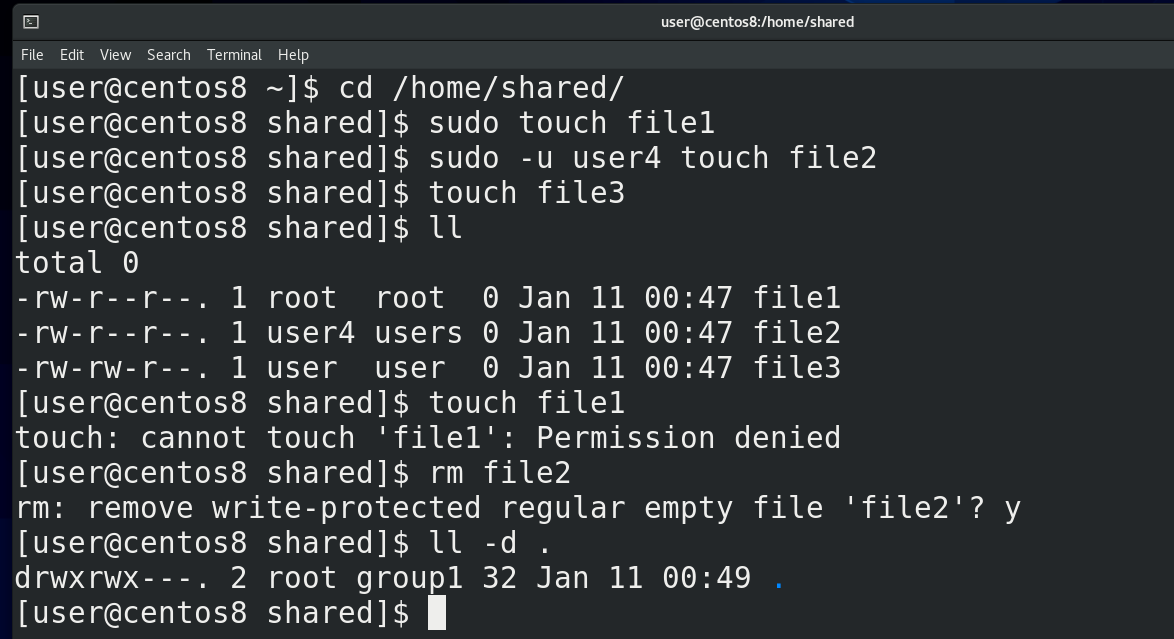 user@centos8:/home/shared
File Edit View Search Terminal Help
[user@centos8 ~]$ cd /home/shared/
[user@centos8 shared]$ sudo touch file1
[user@centos8 shared]$ sudo -u user4 touch file2
[user@centos8 shared]$ touch file3
[user@centos8 shared]$ ll
total 0
-rw-r--r--. 1 root  root  0 Jan 11 00:47 file1
-rw-r--r--. 1 user4 users 0 Jan 11 00:47 file2
-rw-rw-r--. 1 user  user  0 Jan 11 00:47 file3
[user@centos8 shared]$ touch file1
touch: cannot touch 'file1': Permission denied
[user@centos8 shared]$ rm file2
rm: remove write-protected regular empty file 'file2'? y
[user@centos8 shared]$ ll -d .
drwxrwx---. 2 root group1 32 Jan 11 00:49 .
[user@centos8 shared]$